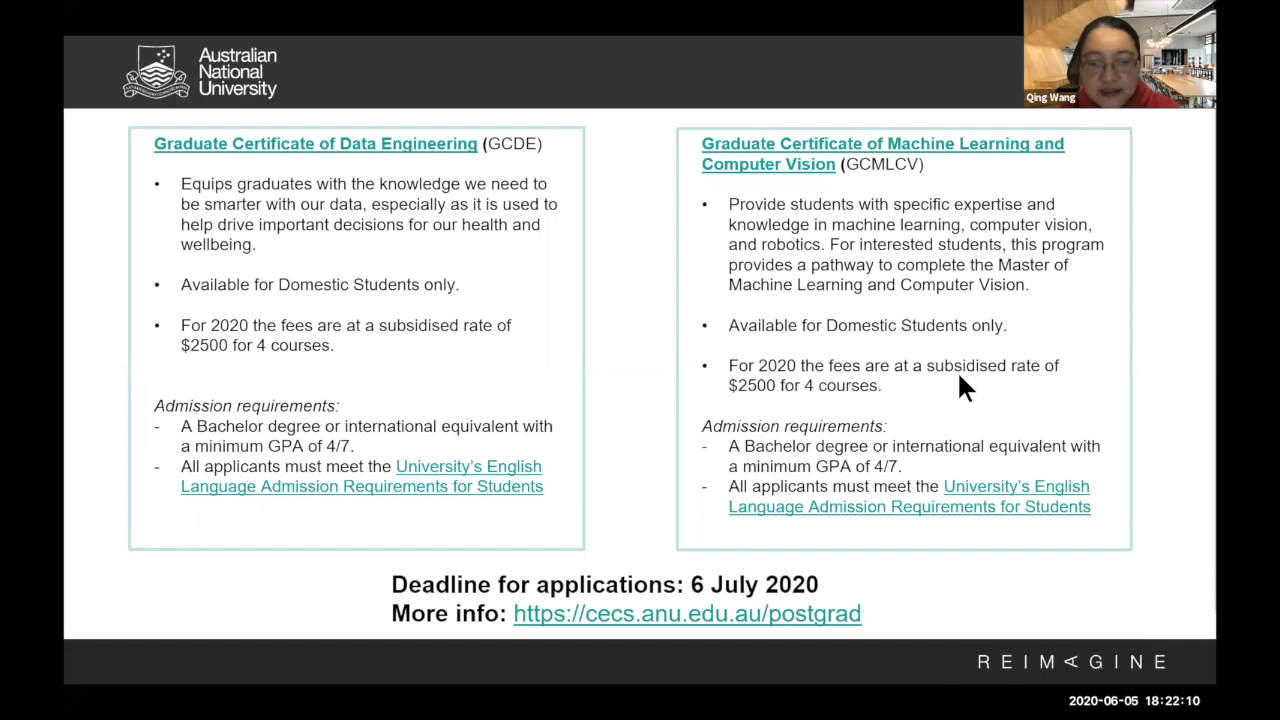 Australian
National
University
Qing Wang
Graduate Certificate of Data Engineering (GCDE)
• Equips graduates with the knowledge we need to
be smarter with our data, especially as it is used to
help drive important decisions for our health and
wellbeing.
• Available for Domestic Students only.
• For 2020 the fees are at a subsidised rate of
$2500 for 4 courses.
Admission requirements:
- A Bachelor degree or international equivalent with
a minimum GPA of 4/7.
- All applicants must meet the University's English
Language Admission Requirements for Students
Graduate Certificate of Machine Learning and
Computer Vision (GCMLCV)
• Provide students with specific expertise and
knowledge in machine learning, computer vision,
and robotics. For interested students, this program
provides a pathway to complete the Master of
Machine Learning and Computer Vision.
• Available for Domestic Students only.
• For 2020 the fees are at a subsidised rate of
$2500 for 4 courses.
Admission requirements:
- A Bachelor degree or international equivalent with
a minimum GPA of 4/7.
- All applicants must meet the University's English
Language Admission Requirements for Students
Deadline for applications: 6 July 2020
More info: https://cecs.anu.edu.au/postgrad
REIMAGINE
2020-06-05 18:22:10